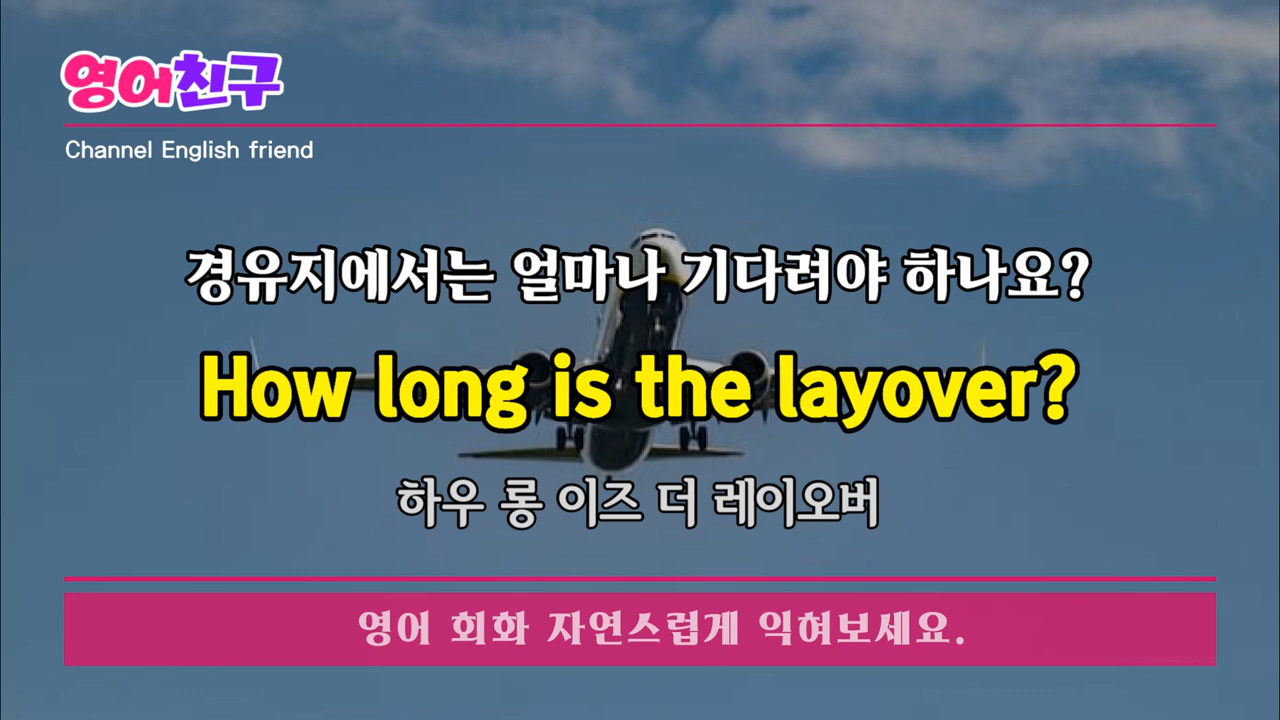 영어친구
Channel English friend
경유지에서는 얼마나 기다려야 하나요?
How long is the layover?
하우 롱 이즈 더 레이오버
영어 회화 자연스럽게 익혀보세요.